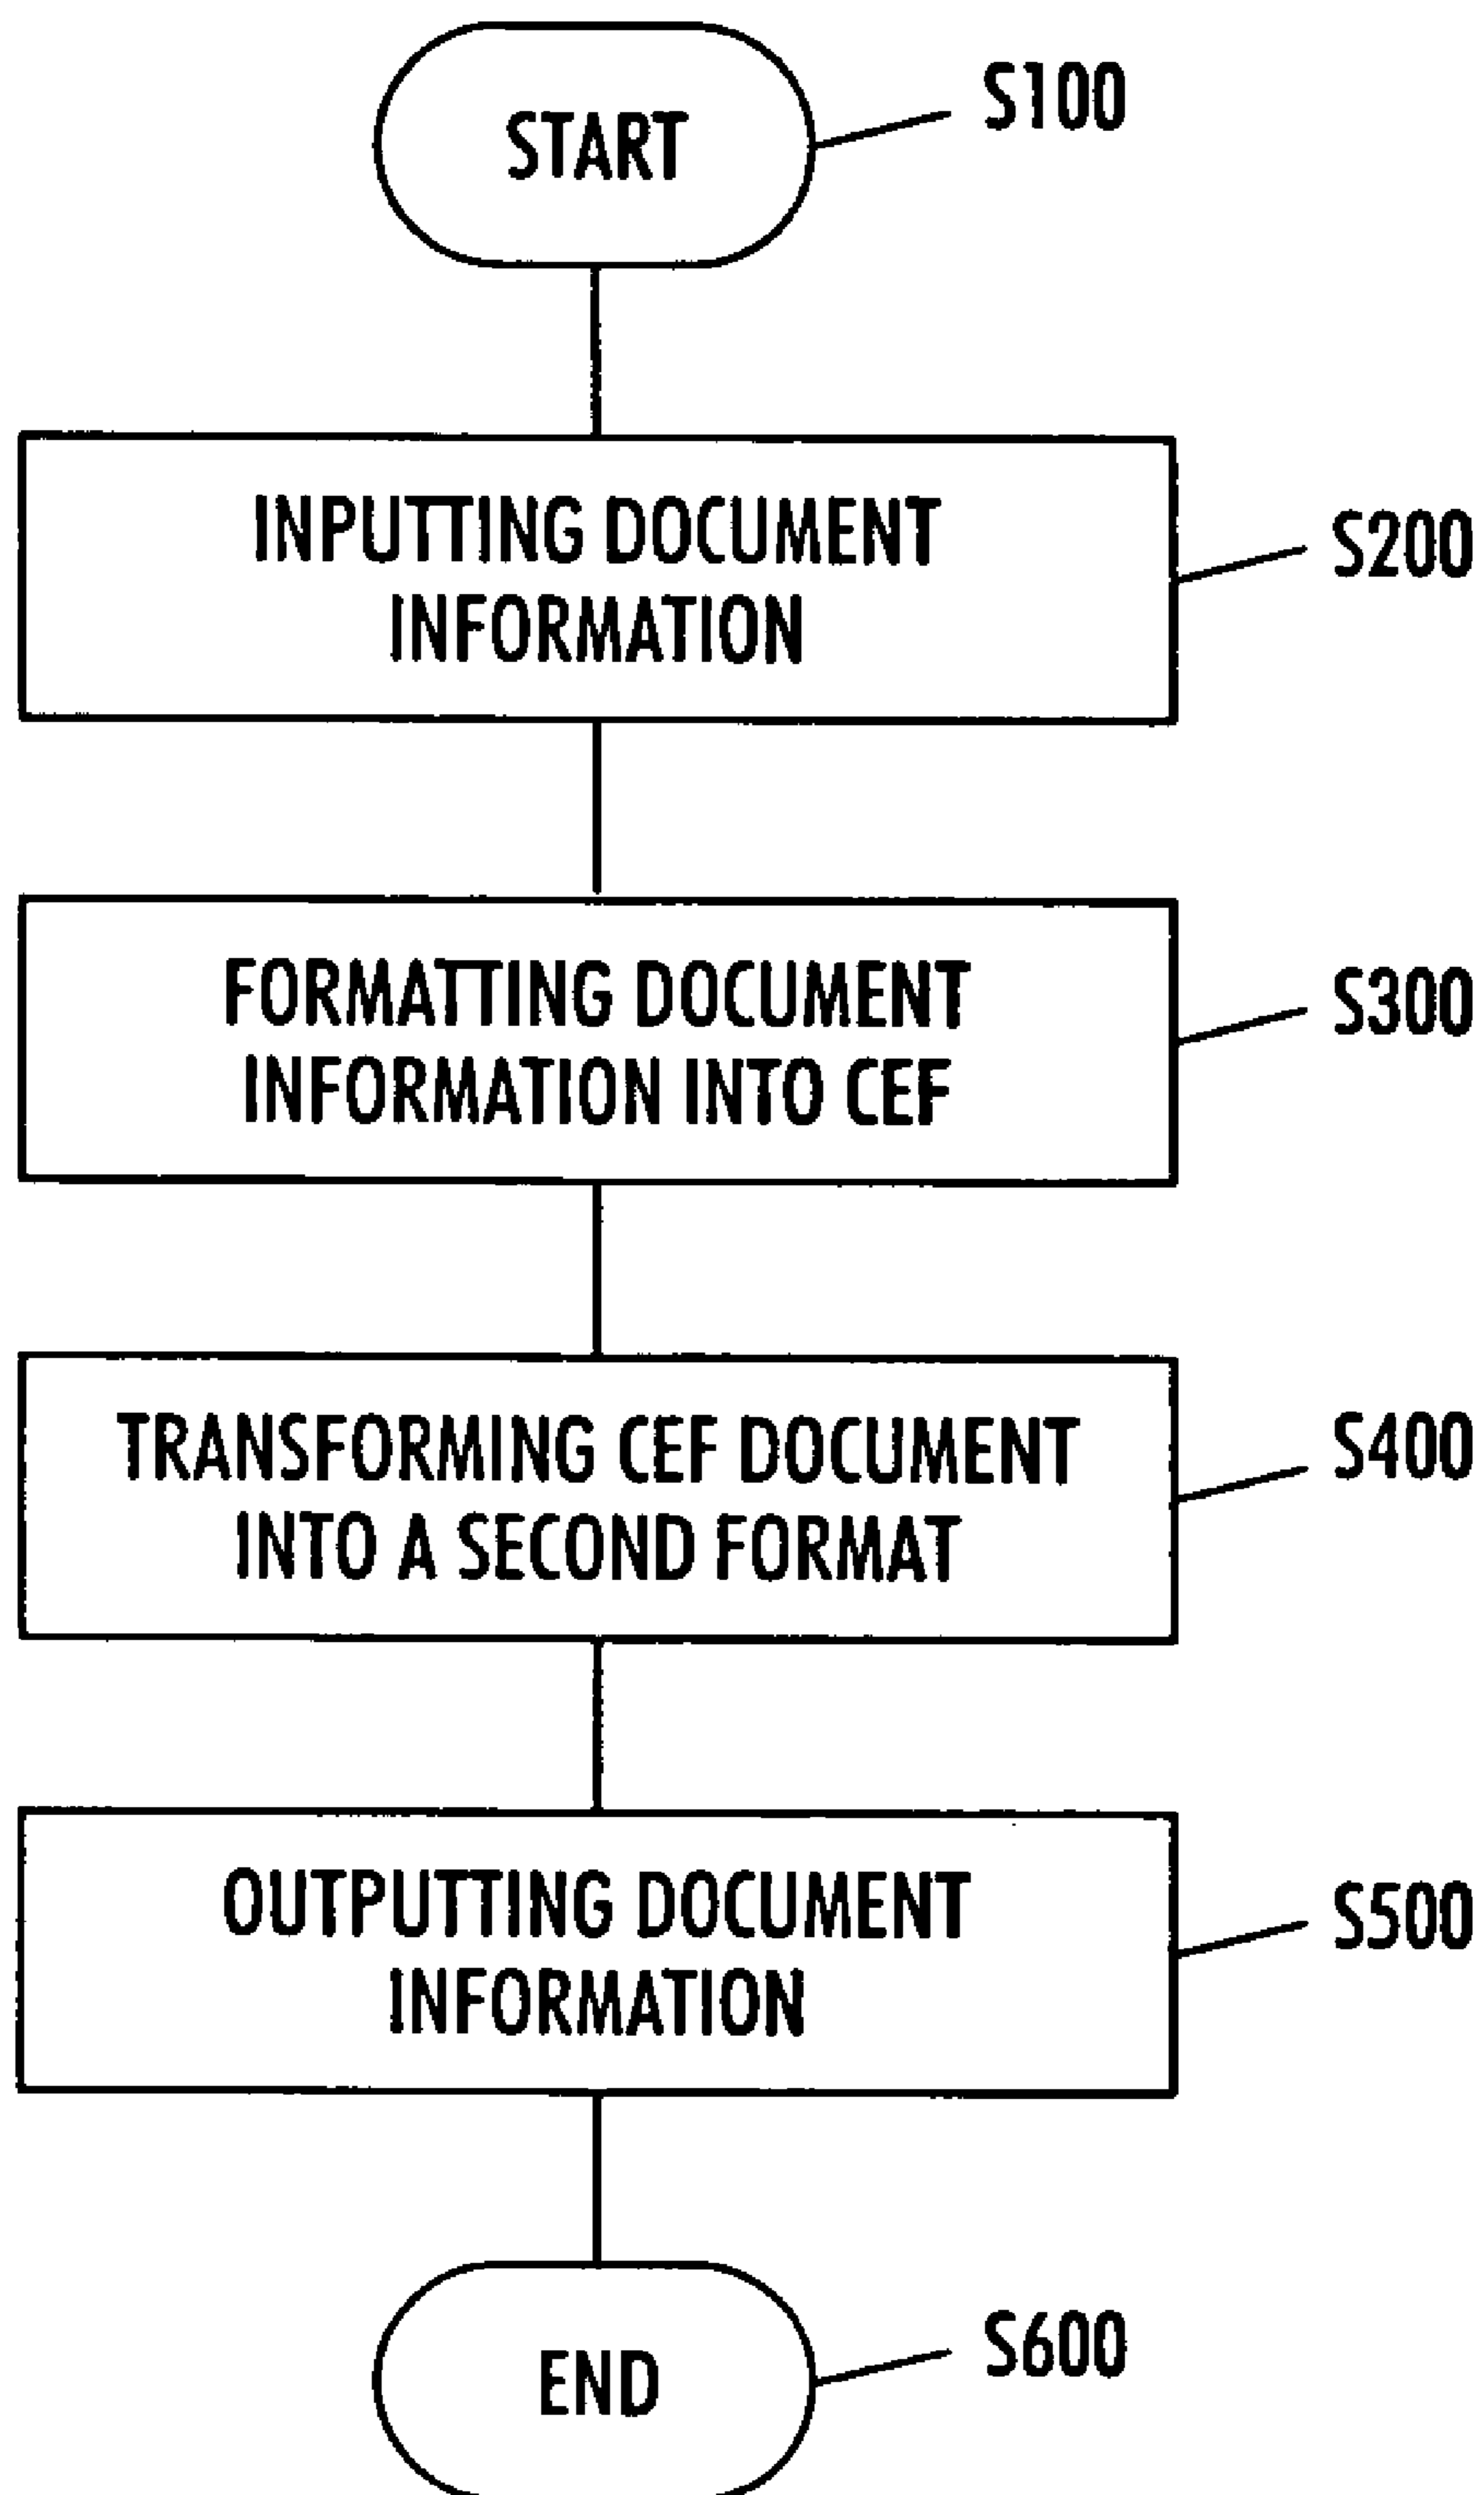 START
S100
INPUTTING DOCUMENT
INFORMATION
S200
FORMATTING DOCUMENT
INFORMATION INTO CEF
S300
TRANSFORMING CEF DOCUMENT
INTO A SECOND FORMAT
S400
OUTPUTTING DOCUMENT
INFORMATION
S500
END
S600